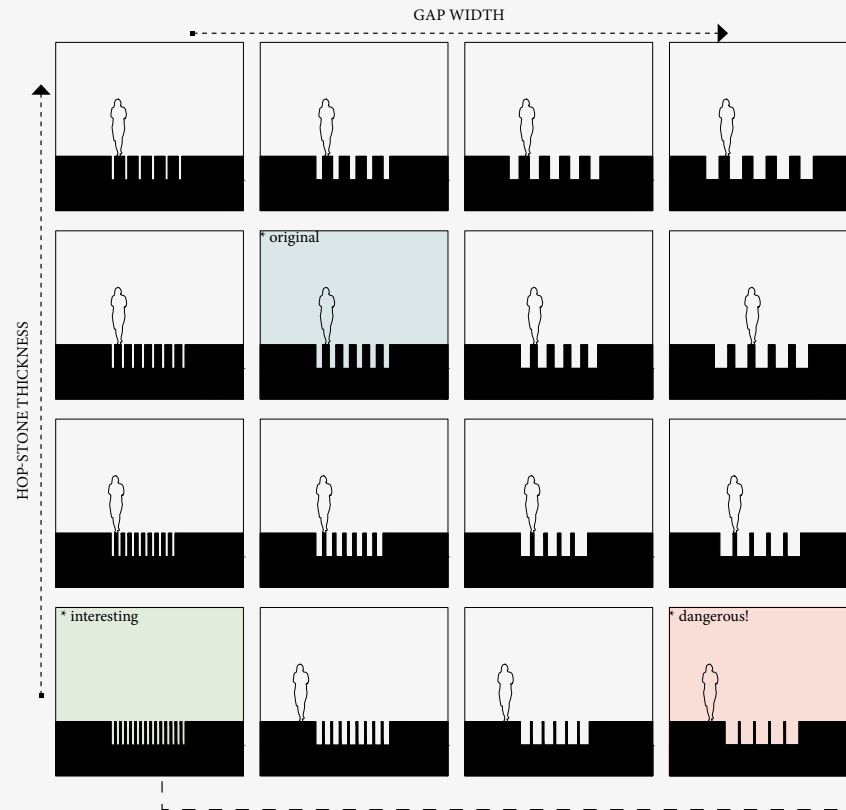 GAP WIDTH
HOP-STONE THICKNESS
* original
* interesting
* dangerous!